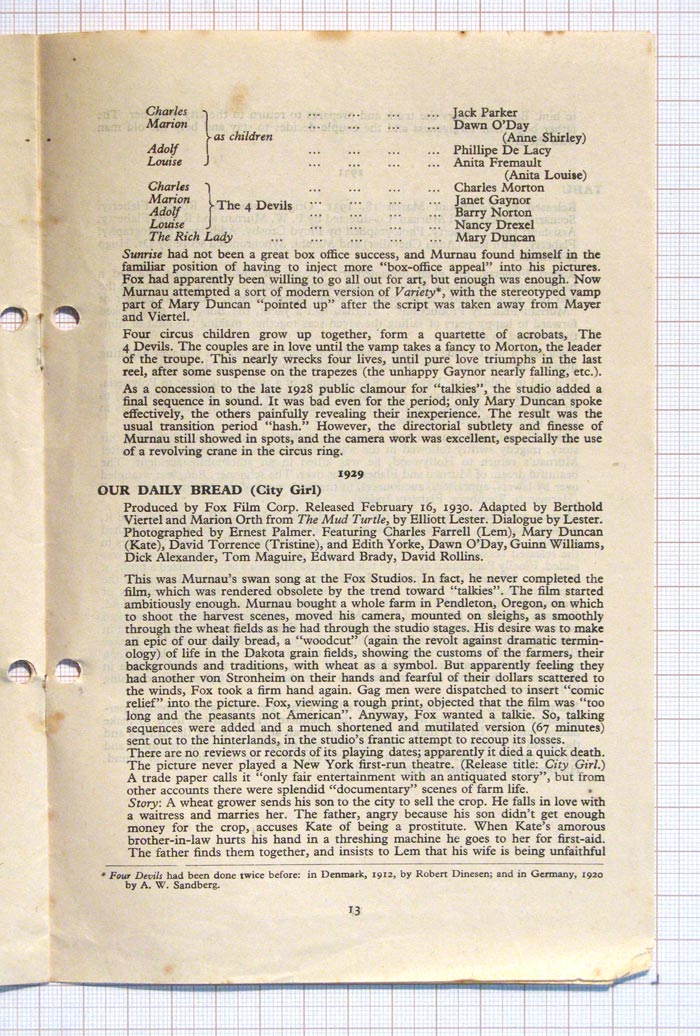 Charles ... ... ... ... Jack Parker
Marion ... ... ... ... Dawn O'Day
as children (Anne Shirley)
Adolf ... ... ... ... Phillipe De Lacy
Louise ... ... ... ... Anita Fremault
(Anita Louise)
Charles ... ... ... ... Charles Morton
Marion ... ... ... ... Janet Gaynor
The 4 Devils
Adolf ... ... ... ... Barry Norton
Louise ... ... ... ... Nancy Drexel
The Rich Lady ... ... ... ... ... Mary Duncan
Sunrise had not been a great box office success, and Murnau found himself in the
familiar position of having to inject more "box-office appeal" into his pictures.
Fox had apparently been willing to go all out for art, but enough was enough. Now
Murnau attempted a sort of modern version of Variety*, with the stereotyped vamp
part of Mary Duncan "pointed up" after the script was taken away from Mayer
and Viertel.
Four circus children grow up together, form a quartette of acrobats, The
4 Devils. The couples are in love until the vamp takes a fancy to Morton, the leader
of the troupe. This nearly wrecks four lives, until pure love triumphs in the last
reel, after some suspense on the trapezes (the unhappy Gaynor nearly falling, etc.).
As a concession to the late 1928 public clamour for "talkies", the studio added a
final sequence in sound. It was bad even for the period; only Mary Duncan spoke
effectively, the others painfully revealing their inexperience. The result was the
usual transition period "hash." However, the directorial subtlety and finesse of
Murnau still showed in spots, and the camera work was excellent, especially the use
of a revolving crane in the circus ring.
1929
OUR DAILY BREAD (City Girl)
Produced by Fox Film Corp. Released February 16, 1930. Adapted by Berthold
Viertel and Marion Orth from The Mud Turtle, by Elliott Lester. Dialogue by Lester.
Photographed by Ernest Palmer. Featuring Charles Farrell (Lem), Mary Duncan
(Kate), David Torrence (Tristine), and Edith Yorke, Dawn O'Day, Guinn Williams,
Dick Alexander, Tom Maguire, Edward Brady, David Rollins.
This was Murnau's swan song at the Fox Studios. In fact, he never completed the
film, which was rendered obsolete by the trend toward "talkies". The film started
ambitiously enough. Murnau bought a whole farm in Pendleton, Oregon, on which
to shoot the harvest scenes, moved his camera, mounted on sleighs, as smoothly
through the wheat fields as he had through the studio stages. His desire was to make
an epic of our daily bread, a "woodcut" (again the revolt against dramatic termin-
ology) of life in the Dakota grain fields, showing the customs of the farmers, their
backgrounds and traditions, with wheat as a symbol. But apparently feeling they
had another von Stronheim on their hands and fearful of their dollars scattered to
the winds, Fox took a firm hand again. Gag men were dispatched to insert "comic
relief" into the picture. Fox, viewing a rough print, objected that the film was "too
long and the peasants not American". Anyway, Fox wanted a talkie. So, talking
sequences were added and a much shortened and mutilated version (67 minutes)
sent out to the hinterlands, in the studio's frantic attempt to recoup its losses.
There are no reviews or records of its playing dates; apparently it died a quick death.
The picture never played a New York first-run theatre. (Release title: City Girl.)
A trade paper calls it "only fair entertainment with an antiquated story", but from
other accounts there were splendid "documentary" scenes of farm life.
Story: A wheat grower sends his son to the city to sell the crop. He falls in love with
a waitress and marries her. The father, angry because his son didn't get enough
money for the crop, accuses Kate of being a prostitute. When Kate's amorous
brother-in-law hurts his hand in a threshing machine he goes to her for first-aid.
The father finds them together, and insists to Lem that his wife is being unfaithful
* Four Devils had been done twice before: in Denmark, 1912, by Robert Dinesen; and in Germany, 1920
by A. W. Sandberg.
13